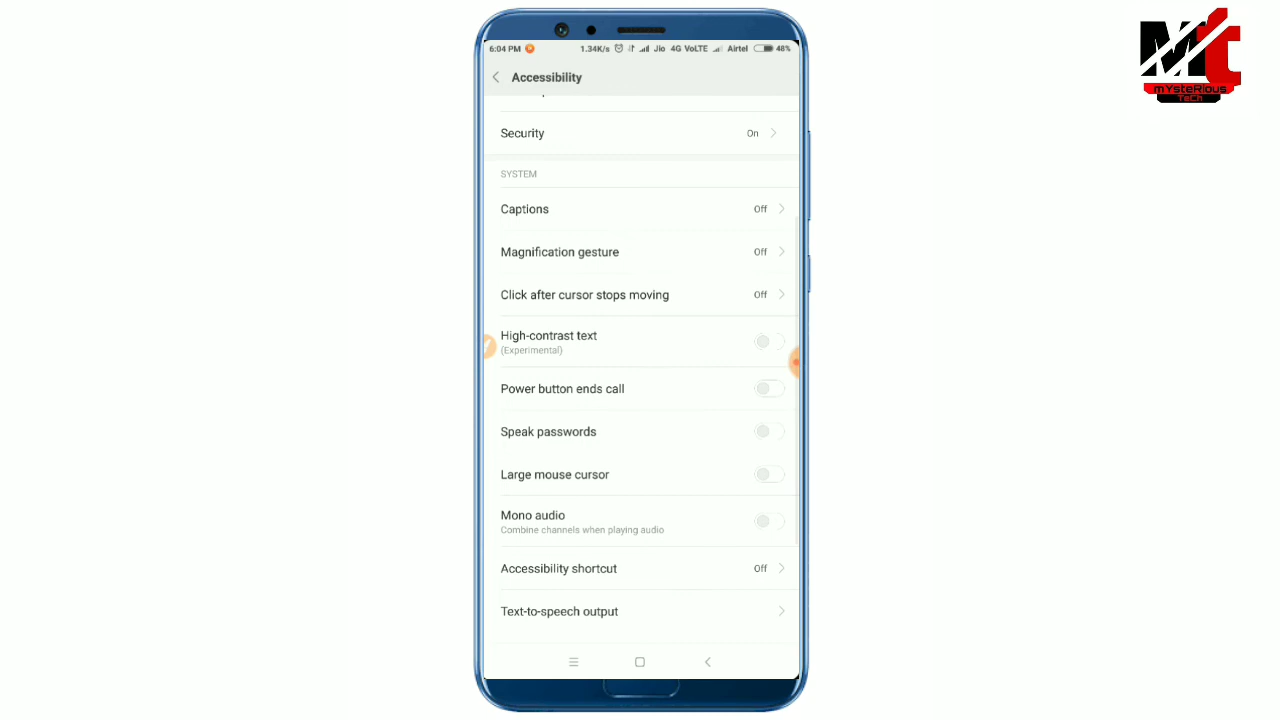 6:04 PM 1.34K/s Jio 4G VoLTE Airtel 48%
Mt
mYsteRIous
TeCh
Accessibility
Security On
SYSTEM
Captions Off
Magnification gesture Off
Click after cursor stops moving Off
High-contrast text
(Experimental)
Power button ends call
Speak passwords
Large mouse cursor
Mono audio
Combine channels when playing audio
Accessibility shortcut Off
Text-to-speech output